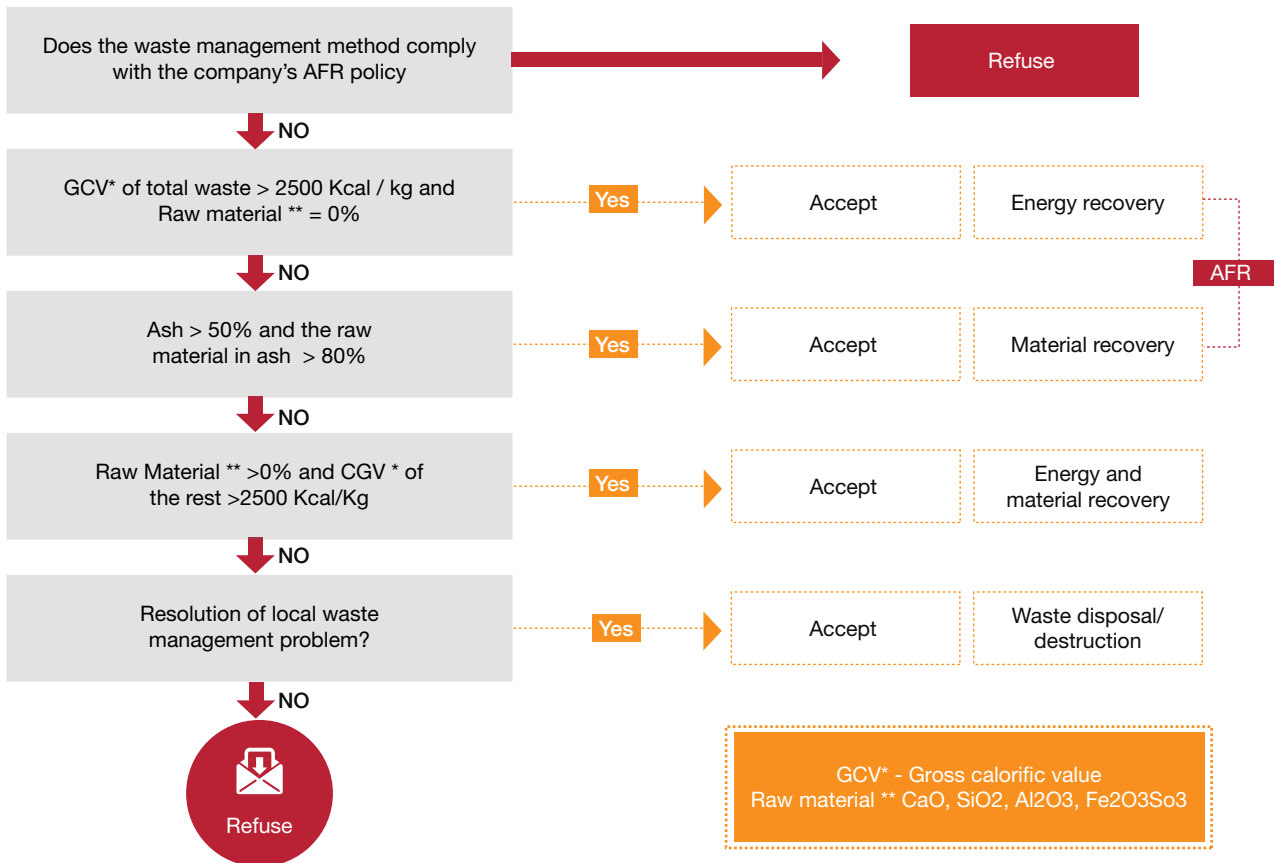 Does the waste management method comply
with the company's AFR policy
Refuse
NO
GCV* of total waste > 2500 Kcal / kg and
Raw material ** = 0%
Yes
Accept
Energy recovery
AFR
NO
Ash > 50% and the raw
material in ash > 80%
Yes
Accept
Material recovery
NO
Raw Material ** >0% and CGV * of
the rest >2500 Kcal/Kg
Yes
Accept
Energy and
material recovery
NO
Resolution of local waste
management problem?
Yes
Accept
Waste disposal/
destruction
NO
Refuse
GCV* - Gross calorific value
Raw material ** CaO, SiO2, Al2O3, Fe2O3So3